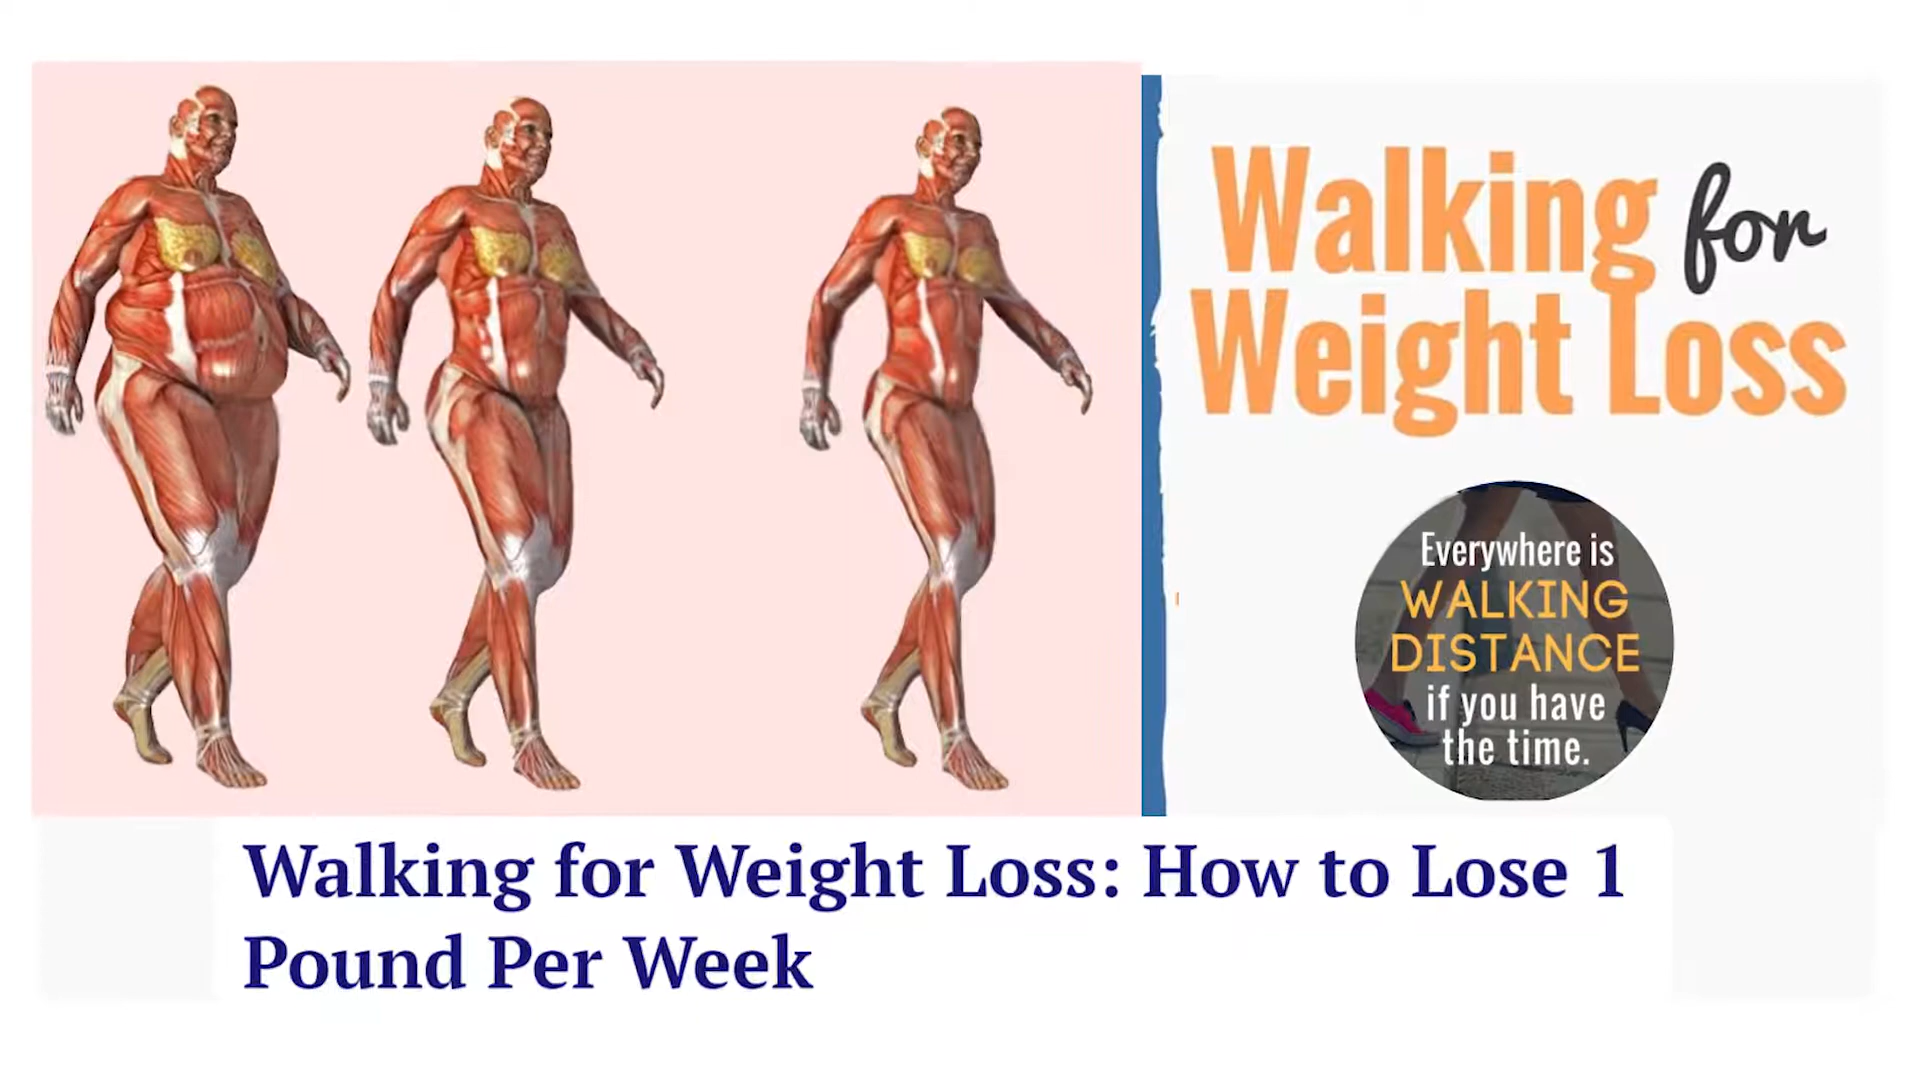 Walking for
Weight Loss
Everywhere is
WALKING
DISTANCE
if you have
the time.
Walking for Weight Loss: How to Lose 1
Pound Per Week